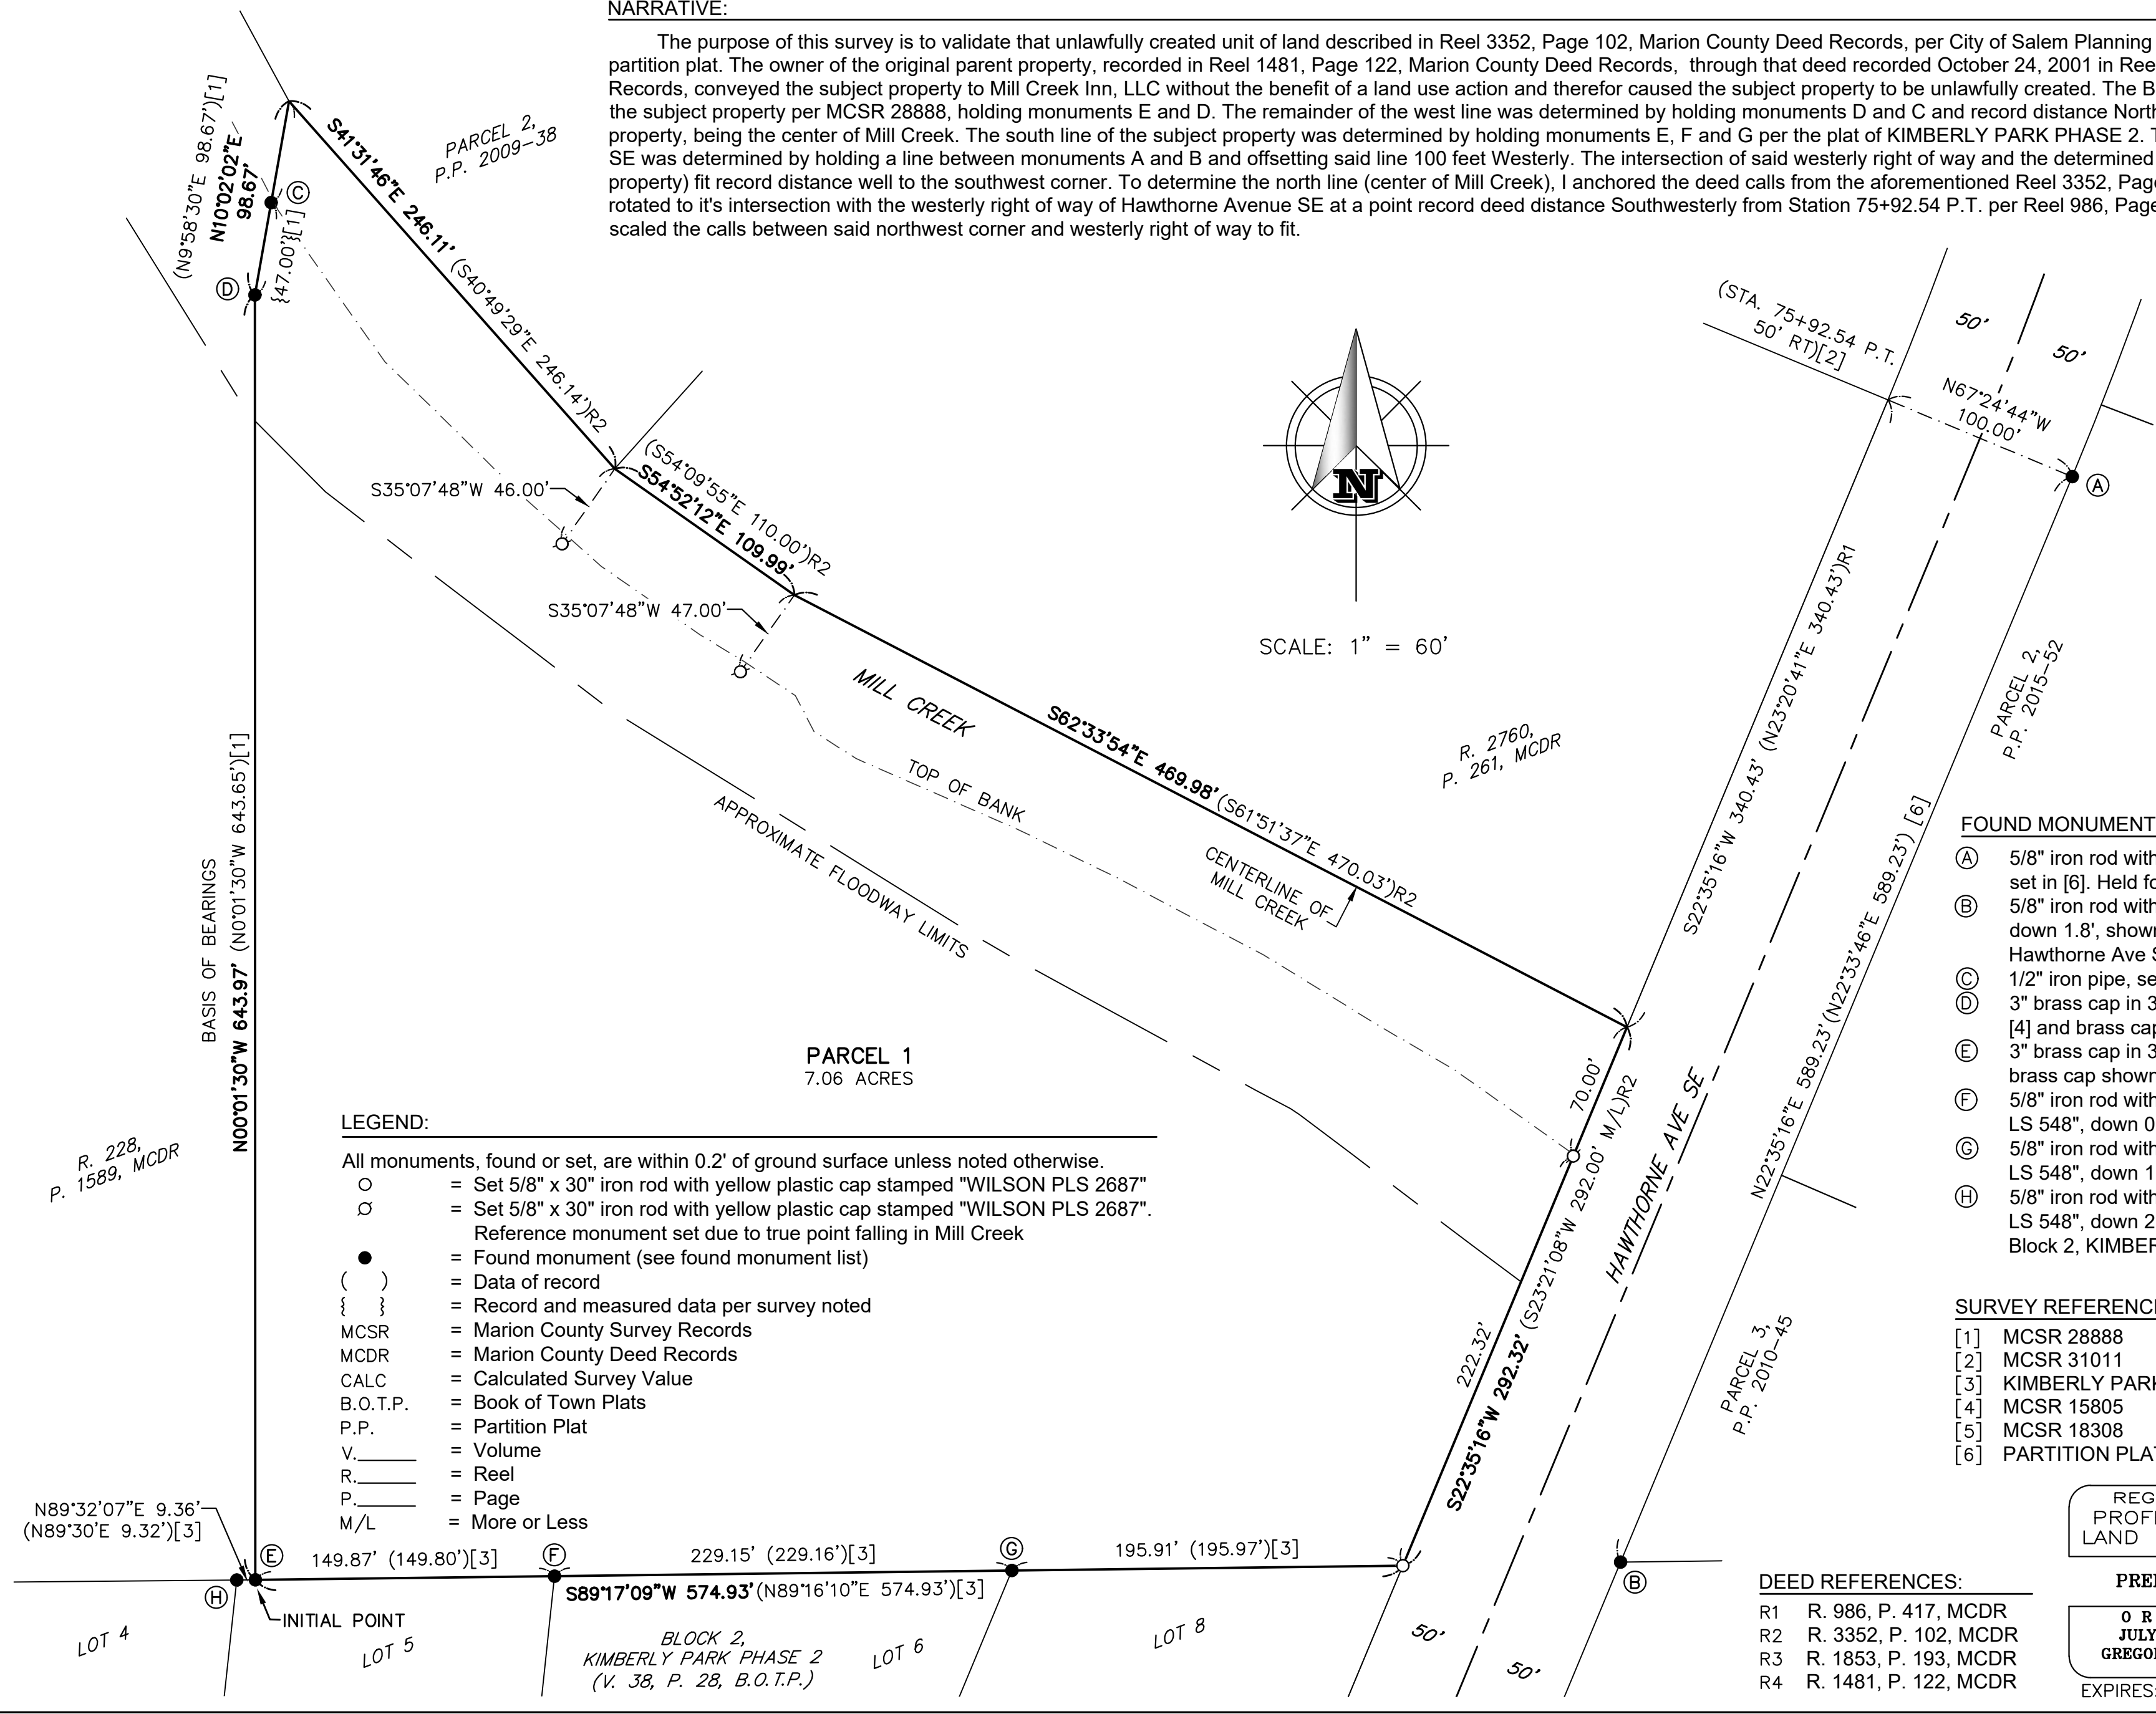 NARRATIVE:
The purpose of this survey is to validate that unlawfully created unit of land described in Reel 3352, Page 102, Marion County Deed Records, per City of Salem Planning
partition plat. The owner of the original parent property, recorded in Reel 1481, Page 122, Marion County Deed Records, through that deed recorded October 24, 2001 in Ree
Records, conveyed the subject property to Mill Creek Inn, LLC without the benefit of a land use action and therefor caused the subject property to be unlawfully created. The B
the subject property per MCSR 28888, holding monuments E and D. The remainder of the west line was determined by holding monuments D and C and record distance North
property, being the center of Mill Creek. The south line of the subject property was determined by holding monuments E, F and G per the plat of KIMBERLY PARK PHASE 2. T
SE was determined by holding a line between monuments A and B and offsetting said line 100 feet Westerly. The intersection of said westerly right of way and the determined
property) fit record distance well to the southwest corner. To determine the north line (center of Mill Creek), I anchored the deed calls from the aforementioned Reel 3352, Page
rotated to it's intersection with the westerly right of way of Hawthorne Avenue SE at a point record deed distance Southwesterly from Station 75+92.54 P.T. per Reel 986, Page
scaled the calls between said northwest corner and westerly right of way to fit.
(N9°58'30"E 98.67')[1]
N10°02'02"E
98.67'
{47.00'}[1]
C
D
S41°31'46"E 246.11' (S40°49'29"E 246.14')R2
PARCEL 2,
P.P. 2009-38
(S54°09'55"E 110.00')R2
S54°52'12"E 109.99'
S35°07'48"W 46.00'
S35°07'48"W 47.00'
N
SCALE: 1" = 60'
(STA. 75+92.54 P.T.
50' RT)[2]
50'
50'
N67°24'44"W
100.00'
A
MILL CREEK
TOP OF BANK
APPROXIMATE FLOODWAY LIMITS
S62°33'54"E 469.98' (S61°51'37"E 470.03')R2
CENTERLINE OF
MILL CREEK
R. 2760,
P. 261, MCDR
S22°35'16"W 340.43' (N23°20'41"E 340.43')R1
PARCEL 2,
P.P. 2015-52
N22°35'16"E 589.23' (N22°33'46"E 589.23') [6]
BASIS OF BEARINGS
N00°01'30"W 643.97' (N0°01'30"W 643.65')[1]
PARCEL 1
7.06 ACRES
R. 228,
P. 1589, MCDR
70.00'
222.32'
S22°35'16"W 292.32' (S23°21'08"W 292.00' M/L)R2
HAWTHORNE AVE SE
PARCEL 3,
P.P. 2010-45
LEGEND:
All monuments, found or set, are within 0.2' of ground surface unless noted otherwise.
= Set 5/8" x 30" iron rod with yellow plastic cap stamped "WILSON PLS 2687"
= Set 5/8" x 30" iron rod with yellow plastic cap stamped "WILSON PLS 2687".
Reference monument set due to true point falling in Mill Creek
= Found monument (see found monument list)
( ) = Data of record
{ } = Record and measured data per survey noted
MCSR = Marion County Survey Records
MCDR = Marion County Deed Records
CALC = Calculated Survey Value
B.O.T.P. = Book of Town Plats
P.P. = Partition Plat
V.______ = Volume
R.______ = Reel
P.______ = Page
M/L = More or Less
FOUND MONUMENT
A 5/8" iron rod with
set in [6]. Held fo
B 5/8" iron rod with
down 1.8', shown
Hawthorne Ave S
C 1/2" iron pipe, se
D 3" brass cap in 3
[4] and brass cap
E 3" brass cap in 3
brass cap shown
F 5/8" iron rod with
LS 548", down 0
G 5/8" iron rod with
LS 548", down 1
H 5/8" iron rod with
LS 548", down 2
Block 2, KIMBER
SURVEY REFERENCE
[1] MCSR 28888
[2] MCSR 31011
[3] KIMBERLY PARK
[4] MCSR 15805
[5] MCSR 18308
[6] PARTITION PLAT
N89°32'07"E 9.36'
(N89°30'E 9.32')[3]
H
E
INITIAL POINT
149.87' (149.80')[3]
F
229.15' (229.16')[3]
G
195.91' (195.97')[3]
S89°17'09"W 574.93' (N89°16'10"E 574.93')[3]
B
LOT 4
LOT 5
BLOCK 2,
KIMBERLY PARK PHASE 2
(V. 38, P. 28, B.O.T.P.)
LOT 6
LOT 8
50'
50'
DEED REFERENCES:
R1 R. 986, P. 417, MCDR
R2 R. 3352, P. 102, MCDR
R3 R. 1853, P. 193, MCDR
R4 R. 1481, P. 122, MCDR
REG
PROFE
LAND
PREL
O R
JULY
GREGOR
EXPIRES: